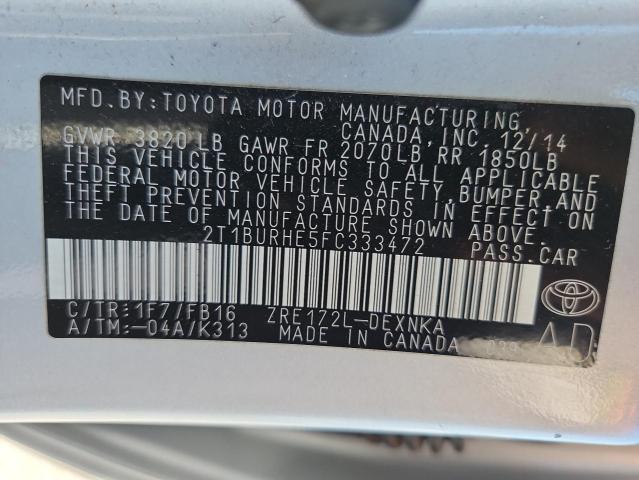 MFD.BY:TOYOTA MOTOR MANUFACTURING,
CANADA, INC. 12/14
GVWR 3820 LB GAWR FR 2070LB, RR 1850LB
THIS VEHICLE CONFORMS TO ALL APPLICABLE
FEDERAL MOTOR VEHICLE SAFETY, BUMPER, AND
THEFT PREVENTION STANDARDS IN EFFECT ON
THE DATE OF MANUFACTURE SHOWN ABOVE.
2T1BURHE5FC333472 PASS.CAR
C/TR:1F7/FB16 ZRE172L-DEXNKA
A/TM:-04A/K313 MADE IN CANADA
AD